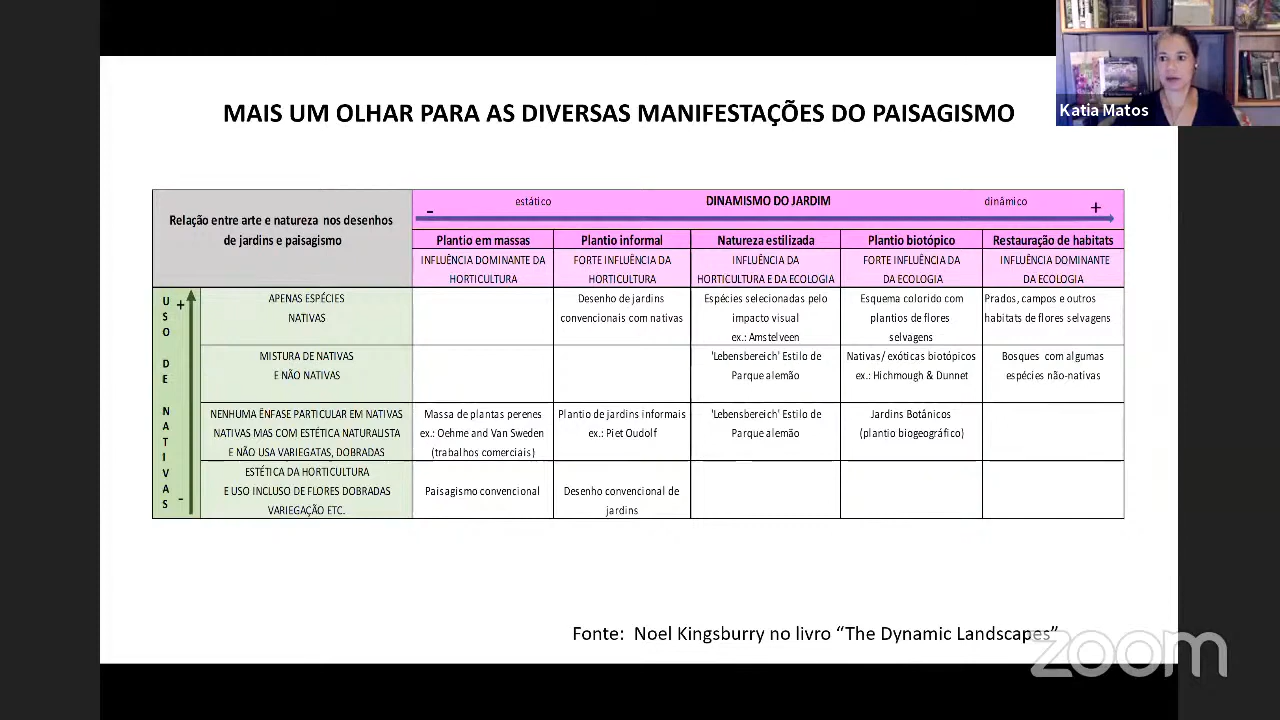 Katia Matos
MAIS UM OLHAR PARA AS DIVERSAS MANIFESTAÇÕES DO PAISAGISMO
Relação entre arte e natureza nos desenhos
de jardins e paisagismo
estático DINAMISMO DO JARDIM dinâmico
- +
Plantio em massas Plantio informal Natureza estilizada Plantio biotópico Restauração de habitats
INFLUÊNCIA DOMINANTE DA FORTE INFLUÊNCIA DA INFLUÊNCIA DA FORTE INFLUÊNCIA DA INFLUÊNCIA DOMINANTE
HORTICULTURA HORTICULTURA HORTICULTURA E DA ECOLOGIA DA ECOLOGIA DA ECOLOGIA
USO DE NATIVAS
+
-
APENAS ESPÉCIES Desenho de jardins Espécies selecionadas pelo Esquema colorido com Prados, campos e outros
NATIVAS convencionais com nativas impacto visual plantios de flores habitats de flores selvagens
ex.: Amstelveen selvagens
MISTURA DE NATIVAS 'Lebensbereich' Estilo de Nativas/ exóticas biotópicos Bosques com algumas
E NÃO NATIVAS Parque alemão ex.: Hichmough & Dunnet espécies não-nativas
NENHUMA ÊNFASE PARTICULAR EM NATIVAS Massa de plantas perenes Plantio de jardins informais 'Lebensbereich' Estilo de Jardins Botânicos
NATIVAS MAS COM ESTÉTICA NATURALISTA ex.: Oehme and Van Sweden ex.: Piet Oudolf Parque alemão (plantio biogeográfico)
E NÃO USA VARIEGATAS, DOBRADAS (trabalhos comerciais)
ESTÉTICA DA HORTICULTURA
E USO INCLUSO DE FLORES DOBRADAS Paisagismo convencional Desenho convencional de
VARIEGAÇÃO ETC. jardins
Fonte: Noel Kingsburry no livro “The Dynamic Landscapes”
zoom